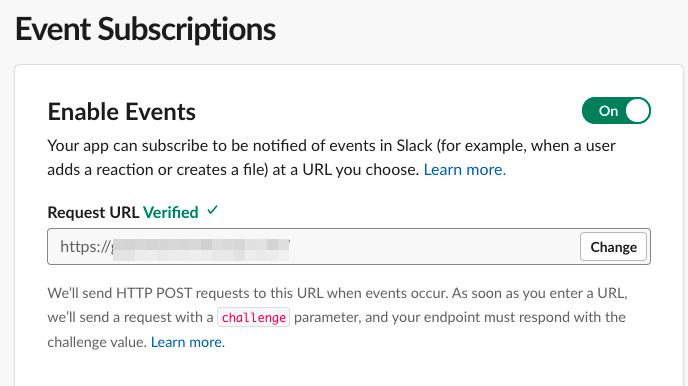 Event Subscriptions
Enable Events
On
Your app can subscribe to be notified of events in Slack (for example, when a user
adds a reaction or creates a file) at a URL you choose. Learn more.
Request URL Verified ✓
https://
Change
We’ll send HTTP POST requests to this URL when events occur. As soon as you enter a URL,
we’ll send a request with a challenge parameter, and your endpoint must respond with the
challenge value. Learn more.